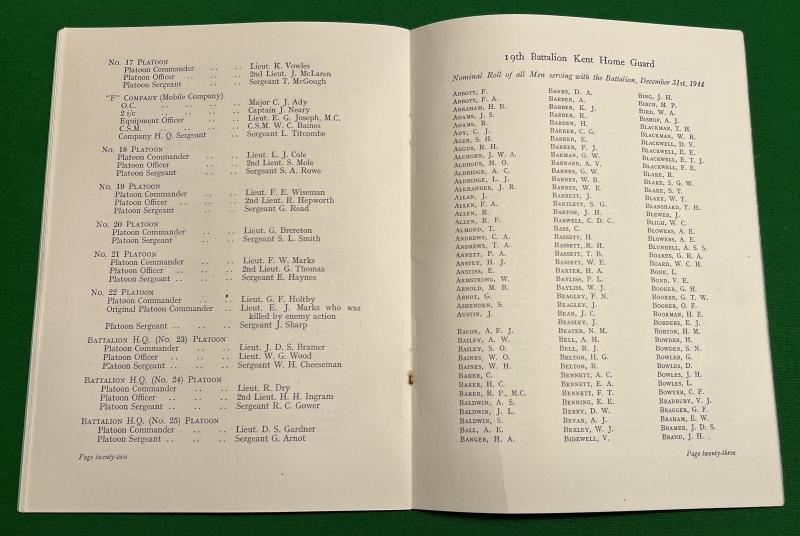 No. 17 PLATOON
Platoon Commander .. .. Lieut. K. Vowles
Platoon Officer .. .. 2nd Lieut. J. McLaren
Platoon Sergeant .. .. Sergeant T. McGough
"F" COMPANY (Mobile Company)
O.C. .. .. .. Major C. J. Ady
2 i/c .. .. .. Captain J. Neary
Equipment Officer .. .. Lieut. E. G. Joseph, M.C.
C.S.M. .. .. .. C.S.M. W. C. Baines
Company H. Q. Sergeant .. Sergeant L. Titcombe
No. 18 PLATOON
Platoon Commander .. .. Lieut. L. J. Cole
Platoon Officer .. .. 2nd Lieut. S. Mole
Platoon Sergeant .. .. Sergeant S. A. Rowe
No. 19 PLATOON
Platoon Commander .. .. Lieut. F. E. Wiseman
Platoon Officer .. .. .. 2nd Lieut. R. Hepworth
Platoon Sergeant .. .. Sergeant G. Read
No. 20 PLATOON
Platoon Commander .. .. Lieut. G. Brereton
Platoon Sergeant .. .. Sergeant S. L. Smith
No. 21 PLATOON
Platoon Commander .. .. Lieut. F. W. Marks
Platoon Officer .. .. .. 2nd Lieut. G. Thomas
Platoon Sergeant .. .. .. Sergeant E. Haynes
No. 22 PLATOON
Platoon Commander .. .. Lieut. G. F. Holtby
Original Platoon Commander .. Lieut. E. J. Marks who was
killed by enemy action
Platoon Sergeant .. .. .. Sergeant J. Sharp
BATTALION H.Q. (No. 23) PLATOON
Platoon Commander .. .. Lieut. J. D. S. Bramer
Platoon Officer .. .. .. Lieut. W. G. Wood
Platoon Sergeant .. .. .. Sergeant W. H. Cheeseman
BATTALION H.Q. (No. 24) PLATOON
Platoon Commander .. .. Lieut. R. Dry
Platoon Officer .. .. .. 2nd Lieut. H. H. Ingram
Platoon Sergeant .. .. .. Sergeant R. C. Gower
BATTALION H.Q. (No. 25) PLATOON
Platoon Commander .. .. Lieut. D. S. Gardner
Platoon Sergeant .. .. .. Sergeant G. Arnot
Page twenty-two
19th Battalion Kent Home Guard
Nominal Roll of all Men serving with the Battalion, December 31st, 1944
ABBOTT, F.
ABBOTT, F. A.
ABRAHAM, H. B.
ADAMS, J. S.
ADAMS, R.
ADY, C. J.
AGER, S. H.
AGGUS, R. H.
ALCHORN, J. W. A.
ALDHOUS, H. O.
ALDRIDGE, A. C.
ALDRIDGE, L. J.
ALEXANDER, J. R.
ALLAN, J.
ALLEN, F. A.
ALLEN, R.
ALLEN, R. F.
ALMOND, T.
ANDREWS, C. A.
ANDREWS, T. A.
ANNETT, P. A.
ANSTEY, H. J.
ANSTISS, E.
ARMSTRONG, W.
ARNOLD, M. B.
ARNOT, G.
ASHENDEN, S.
AUSTIN, J.
BACON, A. F. J.
BAILEY, A. W.
BAILEY, S. O.
BAINES, W. O.
BAINES, W. H.
BAKER, C.
BAKER, H. C.
BAKER, R. P., M.C.
BALDWIN, A. S.
BALDWIN, J. L.
BALDWIN, S.
BALL, A. E.
BANGER, H. A.
BANKS, D. A.
BARBER, A.
BARBER, K. J.
BARBER, R.
BARDEN, H.
BARKER, C. G.
BARKER, E.
BARKER, F. J.
BARMAN, G. W.
BARNARD, A. V.
BARNES, G. W.
BARNES, W. B.
BARNES, W. E.
BARRETT, J.
BARTLETT, S. G.
BARTON, J. H.
BARWELL, C. D. C.
BASS, C.
BASSETT, H.
BASSETT, R. H.
BASSETT, T. B.
BASSETT, W. E.
BAXTER, H. A.
BAYLISS, P. L.
BAYLISS, W. J.
BEAGLEY, F. N.
BEAGLEY, J.
BEAN, J. C.
BEASLEY, J.
BEATER, N. M.
BELL, A. H.
BELL, R. J.
BELTON, H. G.
BELTON, R.
BENNETT, A. C.
BENNETT, E. A.
BENNETT, F. T.
BENNING, E. E.
BERRY, D. W.
BEVAN, A. J.
BEXLEY, W. J.
BIDEWELL, V.
BING, J. H.
BIRCH, M. P.
BIRD, W. A.
BISHOP, A. J.
BLACKMAN, T. H.
BLACKMAN, W. R.
BLACKWELL, D. V.
BLACKWELL, E. E.
BLACKWELL, E. T. J.
BLACKWELL, F. E.
BLAKE, R.
BLAKE, S. G. W.
BLAKE, S. T.
BLAKE, W. T.
BLANSHARD, T. H.
BLEWER, J.
BLIGH, W. C.
BLOWERS, A. E.
BLOWERS, A. E.
BLUNDELL, A. S. S.
BOAKES, G. R. A.
BOARD, W. C. H.
BONE, L.
BOND, V. E.
BOOKER, G. H.
BOOKER, G. T. W.
BOOKER, O. F.
BOORMAN, H. E.
BORDERS, E. J.
BORTON, H. M.
BOWDEN, H.
BOWDEN, S. N.
BOWLER, G.
BOWLES, D.
BOWLES, J. H.
BOWLES, L.
BOWYER, C. F.
BRADBURY, V. J.
BRAGGER, G. F.
BRAHAM, E. W.
BRAMER, J. D. S.
BRAND, J. H.
Page twenty-three